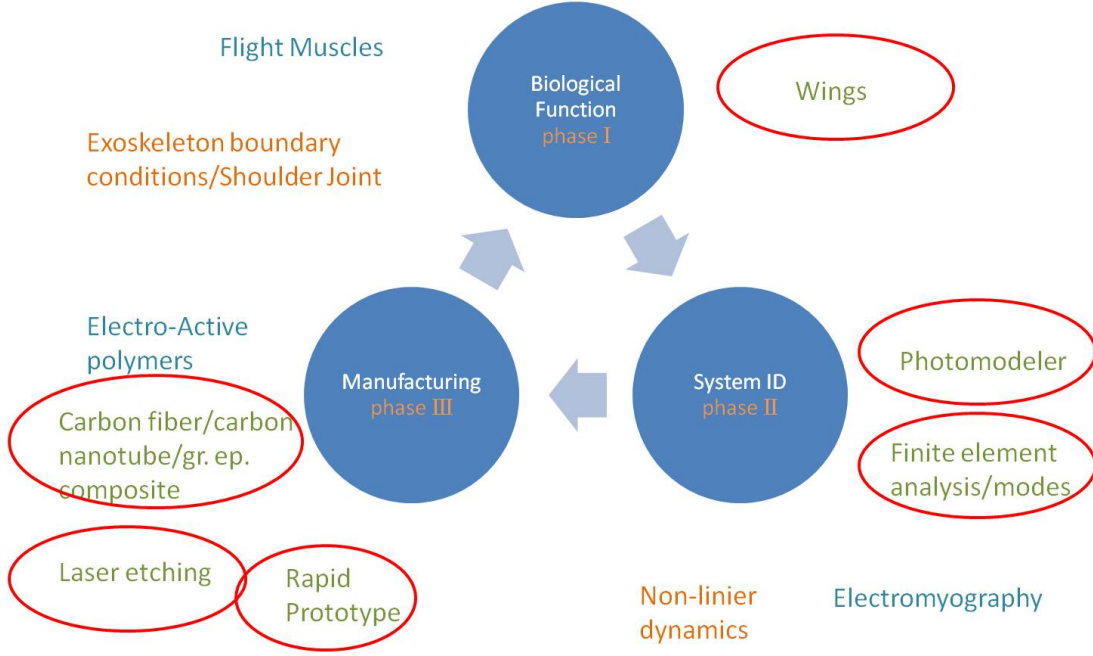 Flight Muscles
Biological
Function
phase Ⅰ
Wings
Exoskeleton boundary
conditions/Shoulder Joint
Electro-Active
polymers
Manufacturing
phase Ⅲ
System ID
phase Ⅱ
Photomodeler
Carbon fiber/carbon
nanotube/gr. ep.
composite
Finite element
analysis/modes
Laser etching
Rapid
Prototype
Non-linier
dynamics
Electromyography